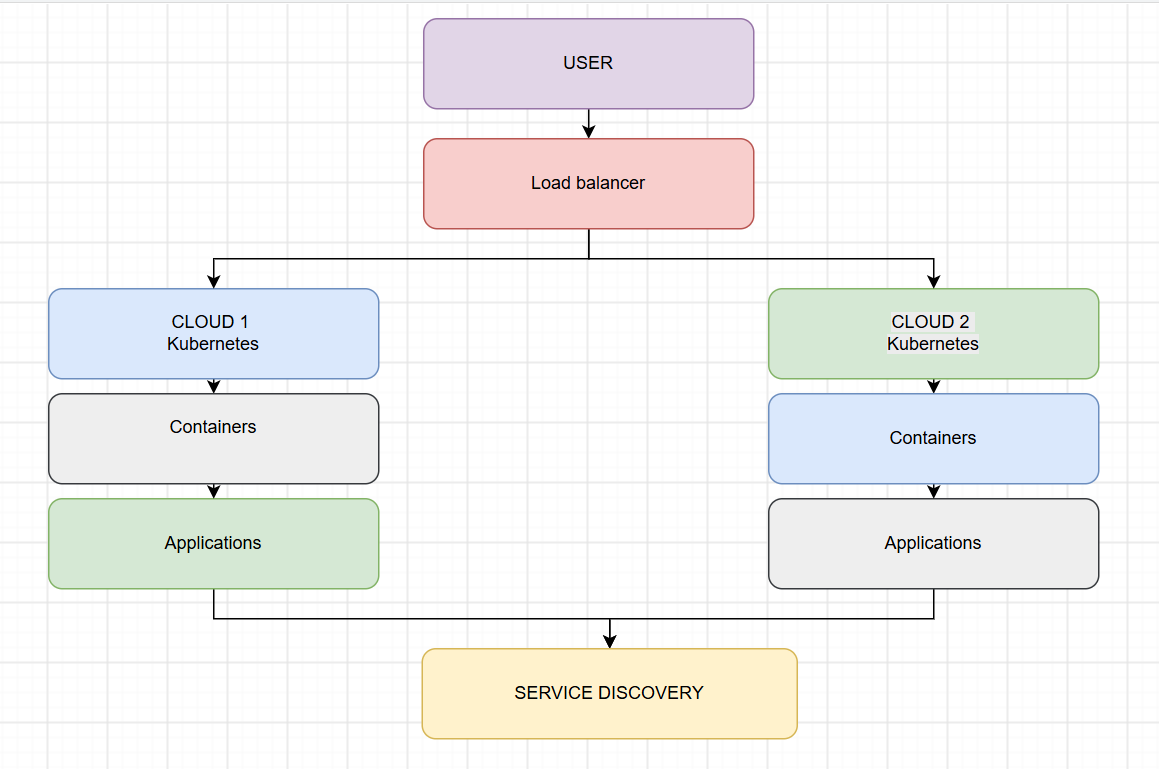 USER
Load balancer
CLOUD 1
Kubernetes
CLOUD 2
Kubernetes
Containers
Containers
Applications
Applications
SERVICE DISCOVERY